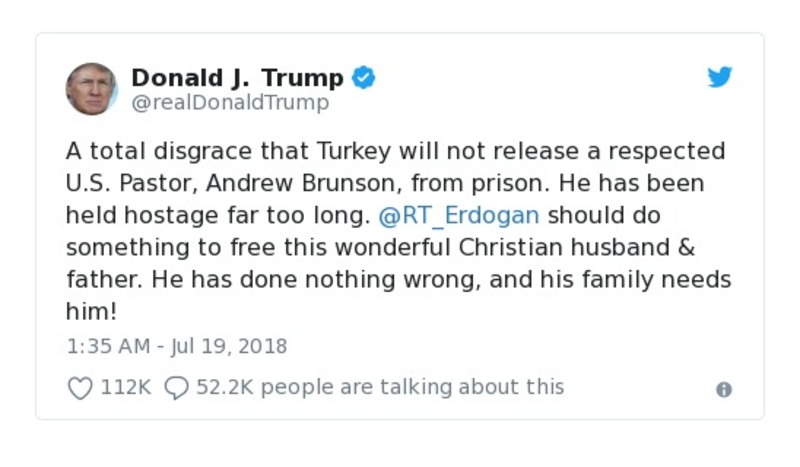 Donald J. Trump
@realDonaldTrump
A total disgrace that Turkey will not release a respected
U.S. Pastor, Andrew Brunson, from prison. He has been
held hostage far too long. @RT_Erdogan should do
something to free this wonderful Christian husband &
father. He has done nothing wrong, and his family needs
him!
1:35 AM - Jul 19, 2018
112K 52.2K people are talking about this